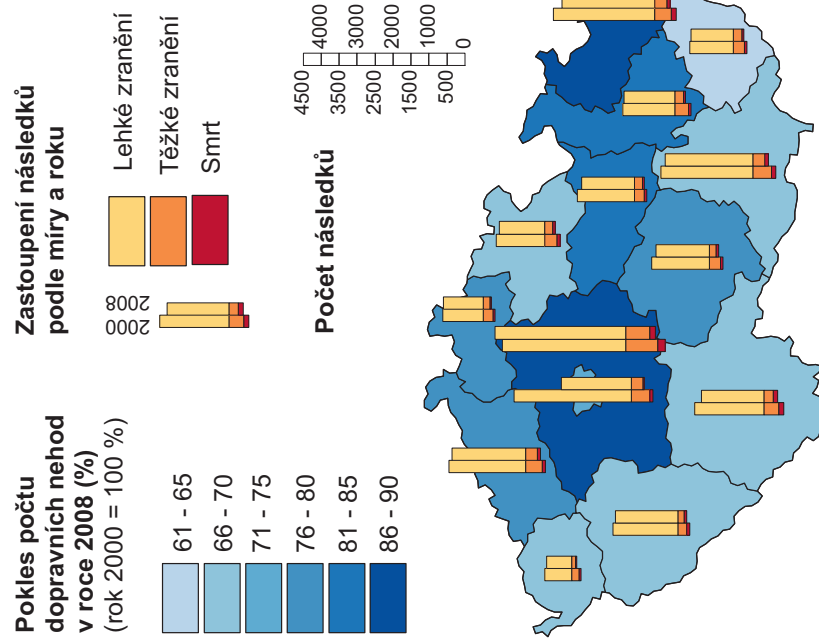 Pokles počtu
dopravních nehod
v roce 2008 (%)
(rok 2000 = 100 %)
61 - 65
66 - 70
71 - 75
76 - 80
81 - 85
86 - 90
Zastoupení následků
podle míry a roku
2000
2008
Lehké zranění
Těžké zranění
Smrt
Počet následků
4500
4000
3500
3000
2500
2000
1500
1000
500
0